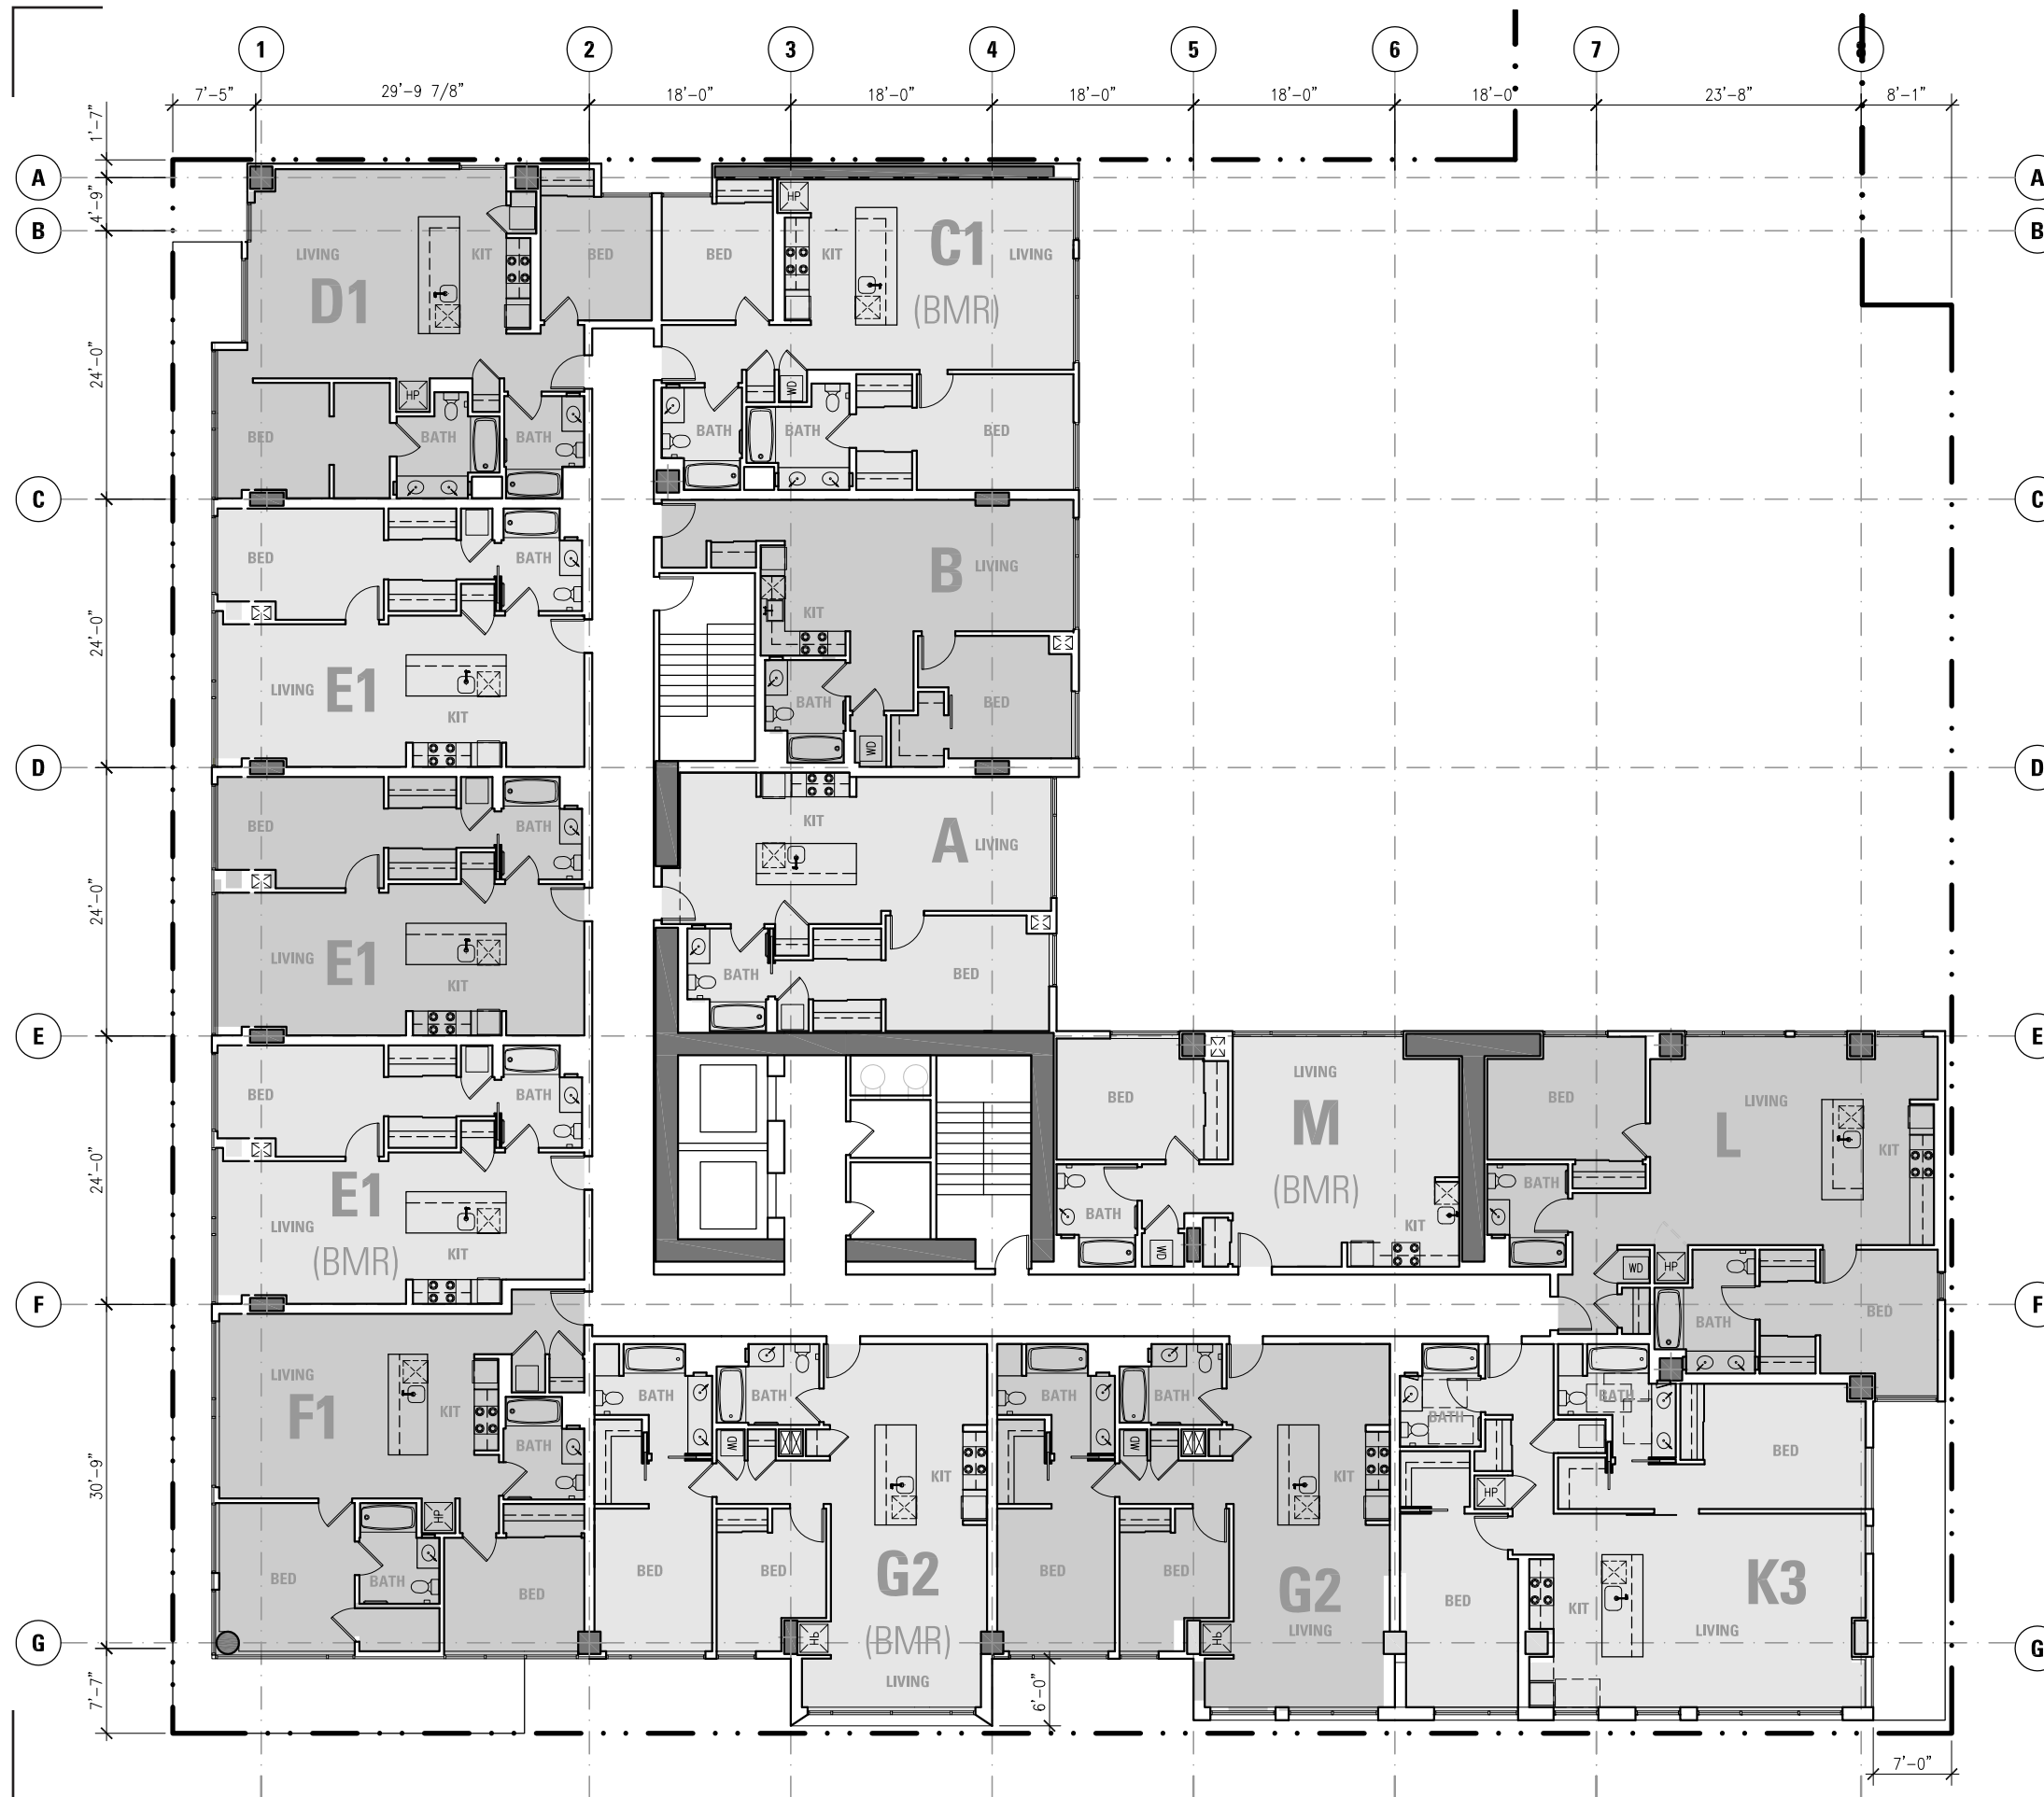 1 2 3 4 5 6 7 8
7'-5" 29'-9 7/8" 18'-0" 18'-0" 18'-0" 18'-0" 18'-0" 23'-8" 8'-1"
1'-7"
A A
4'-9"
B B
HP
LIVING KIT BED BED KIT C1 LIVING
D1 (BMR)
24'-0"
HP WD
BED BATH BATH BATH BATH BED
C C
BED BATH
B LIVING
KIT
24'-0"
LIVING E1 KIT
BATH BED
WD
D D
BED BATH KIT
A LIVING
24'-0"
LIVING E1 KIT
BATH BED
E E
BED BATH
BED LIVING M (BMR) KIT
BED LIVING L KIT
24'-0"
LIVING E1 (BMR) KIT
BATH WD
BATH WD HP
F F
BATH BED
LIVING F1 KIT BATH
BATH BATH BATH BATH BATH BATH
WD WD
30'-9"
KIT KIT BED
HP HP
BED BATH BED
BED BED G2 (BMR) LIVING
BED BED G2 LIVING
BED KIT K3 LIVING
HP HP
G G
7'-7" 6'-0"
7'-0"